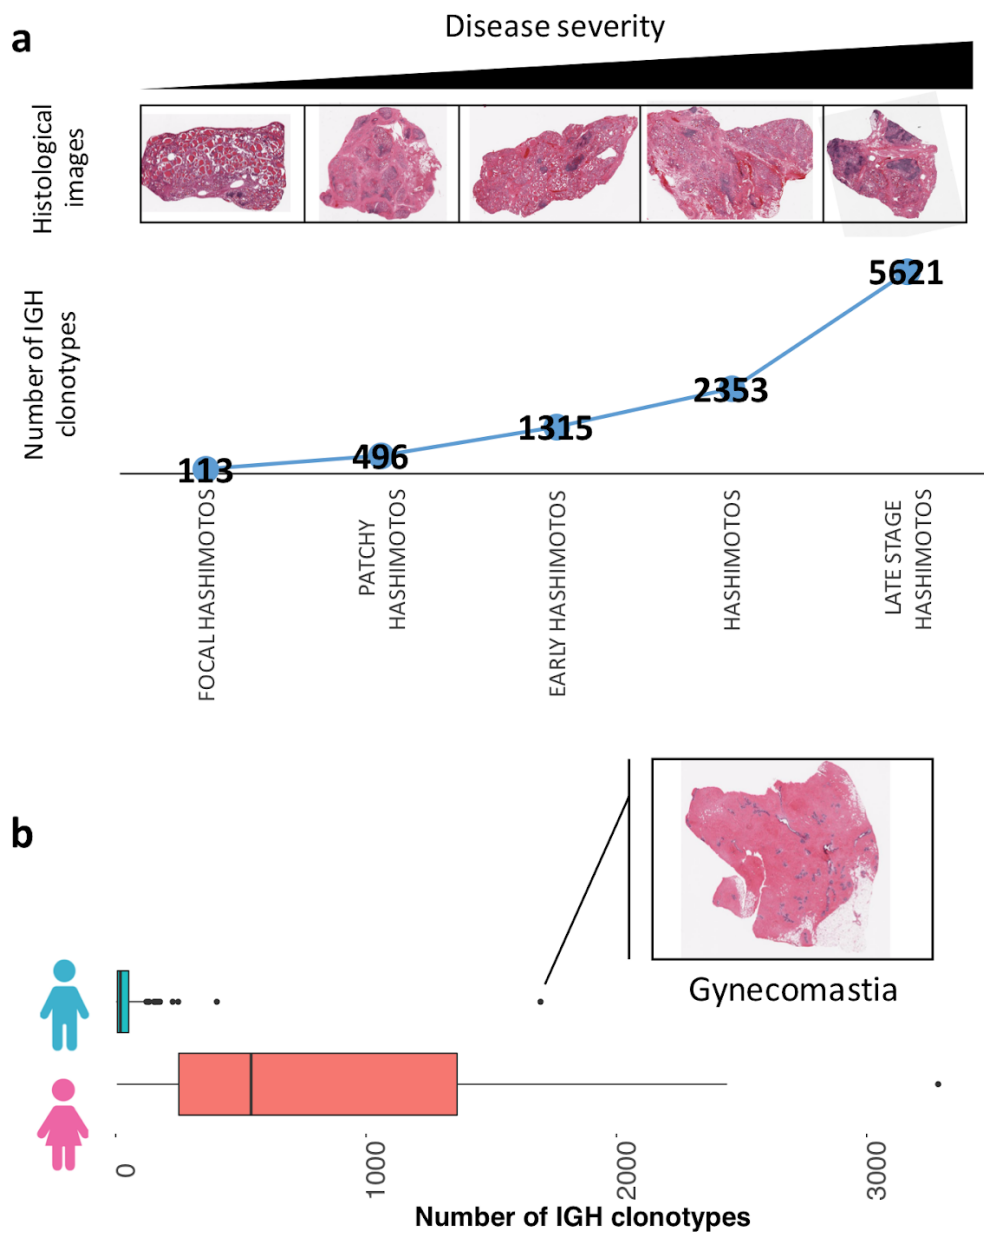 a
Disease severity
Histological
images
Number of IGH
clonotypes
113
496
1315
2353
5621
FOCAL HASHIMOTOS
PATCHY
HASHIMOTOS
EARLY HASHIMOTOS
HASHIMOTOS
LATE STAGE
HASHIMOTOS
b
Gynecomastia
0
1000
2000
3000
Number of IGH clonotypes